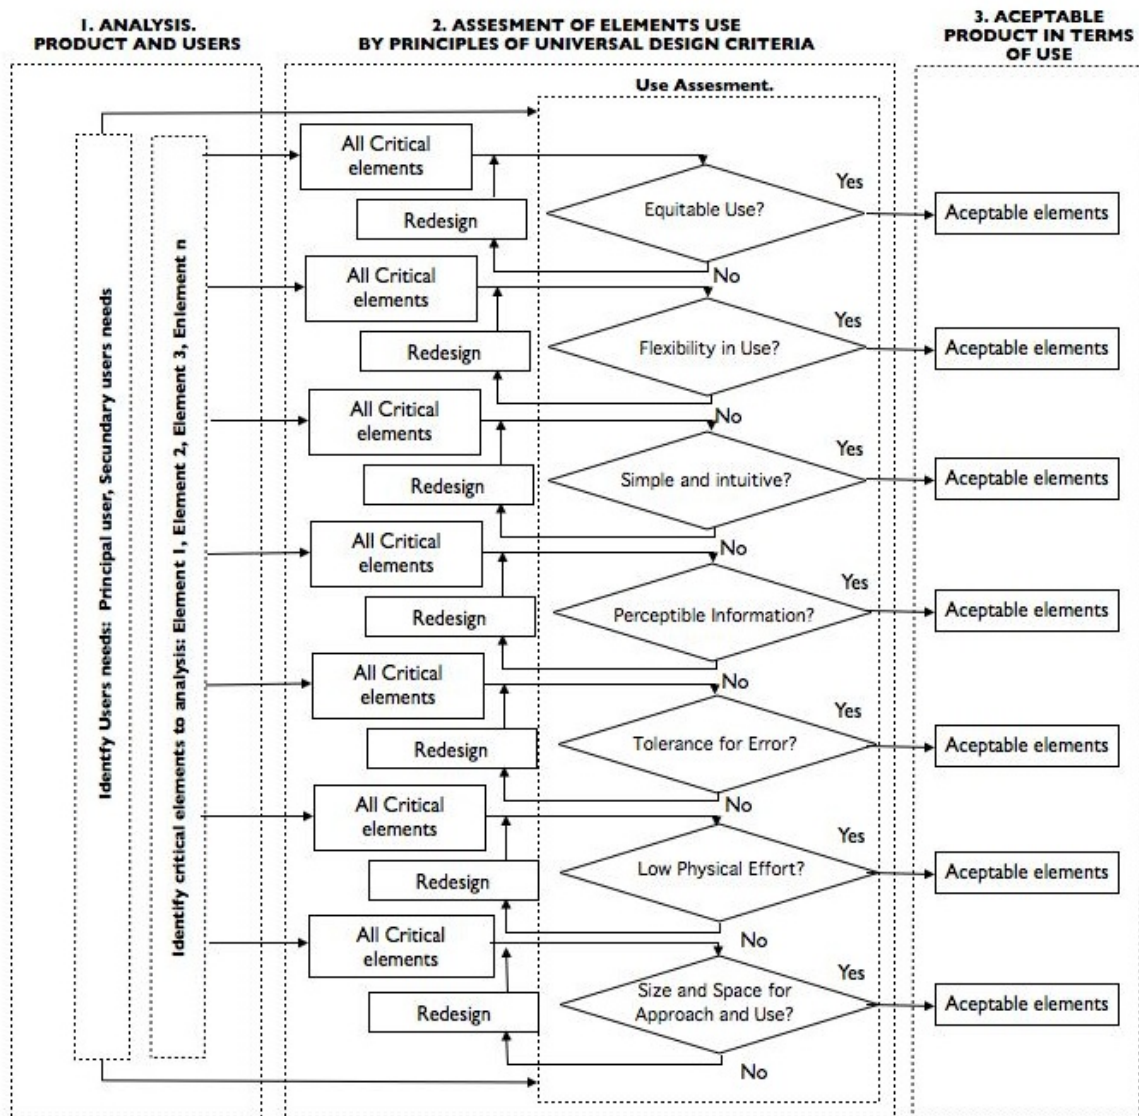 1. ANALYSIS.
PRODUCT AND USERS
2. ASSESMENT OF ELEMENTS USE
BY PRINCIPLES OF UNIVERSAL DESIGN CRITERIA
3. ACEPTABLE
PRODUCT IN TERMS
OF USE
Use Assesment.
Identify Users needs: Principal user, Secundary users needs
Identify critical elements to analysis: Element 1, Element 2, Element 3, Enlement n
All Critical
elements
Redesign
Equitable Use?
Yes
No
Aceptable elements
All Critical
elements
Redesign
Flexibility in Use?
Yes
No
Aceptable elements
All Critical
elements
Redesign
Simple and intuitive?
Yes
No
Aceptable elements
All Critical
elements
Redesign
Perceptible Information?
Yes
No
Aceptable elements
All Critical
elements
Redesign
Tolerance for Error?
Yes
No
Aceptable elements
All Critical
elements
Redesign
Low Physical Effort?
Yes
No
Aceptable elements
All Critical
elements
Redesign
Size and Space for
Approach and Use?
Yes
No
Aceptable elements